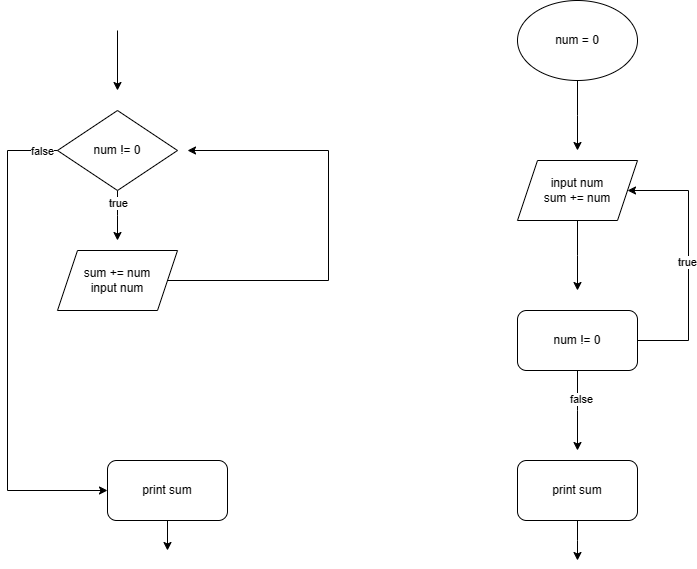 num != 0
false
true
sum += num
input num
print sum
num = 0
input num
sum += num
true
num != 0
false
print sum